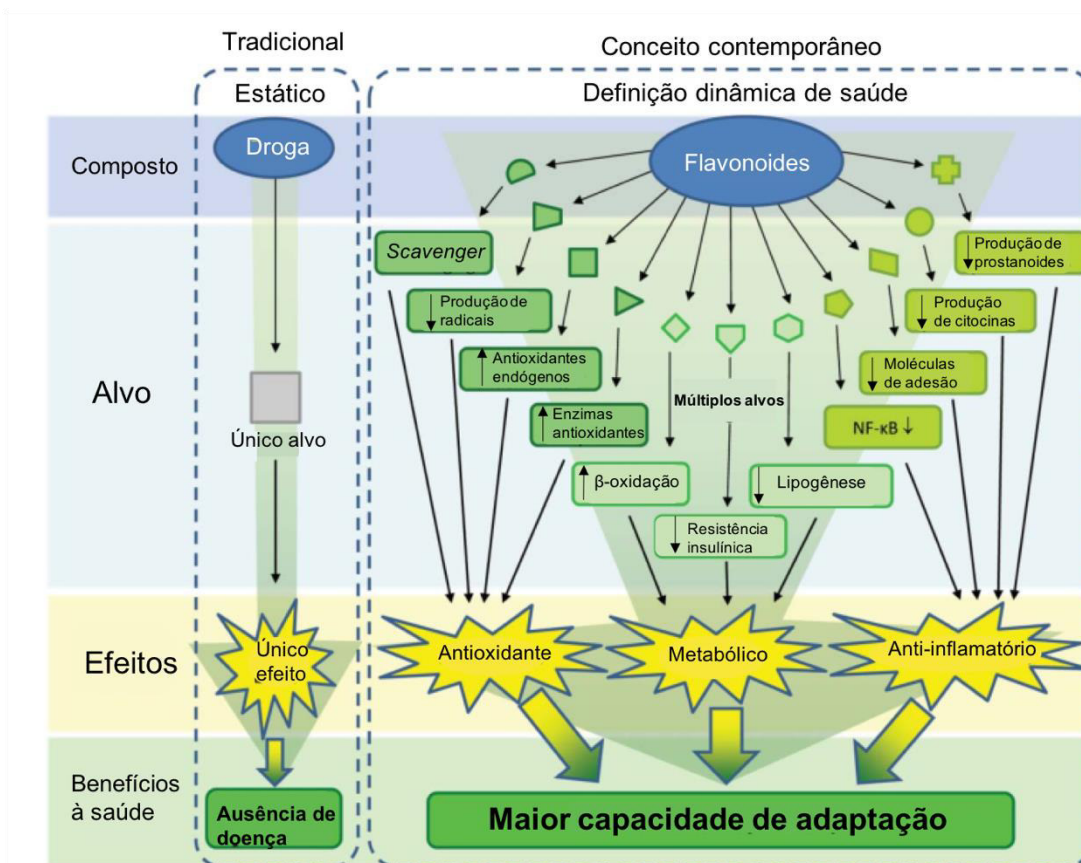 Tradicional
Conceito contemporâneo
Estático
Definição dinâmica de saúde
Composto
Droga
Flavonoides
Scavenger
↓ Produção de
radicais
↑ Antioxidantes
endógenos
↑ Enzimas
antioxidantes
↑ β-oxidação
↓ Resistência
insulínica
Múltiplos alvos
↓ Lipogênese
NF-κB ↓
↓ Moléculas
de adesão
↓ Produção
de citocinas
↓ Produção de
prostanoides
Alvo
Único alvo
Efeitos
Único
efeito
Antioxidante
Metabólico
Anti-inflamatório
Benefícios
à saúde
Ausência de
doença
Maior capacidade de adaptação